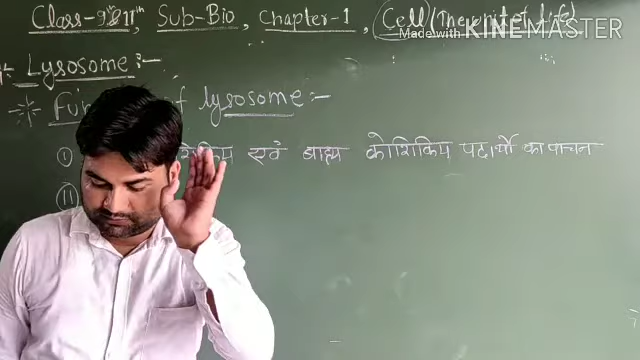 Class-9 & 11th, Sub-Bio, Chapter-1, Cell (The unit of life)
Made with KINEMASTER
* Lysosome :-
* Fun of lysosome :-
(i) एवं बाह्य कोशिकिय पदार्थो का पाचन
(ii)